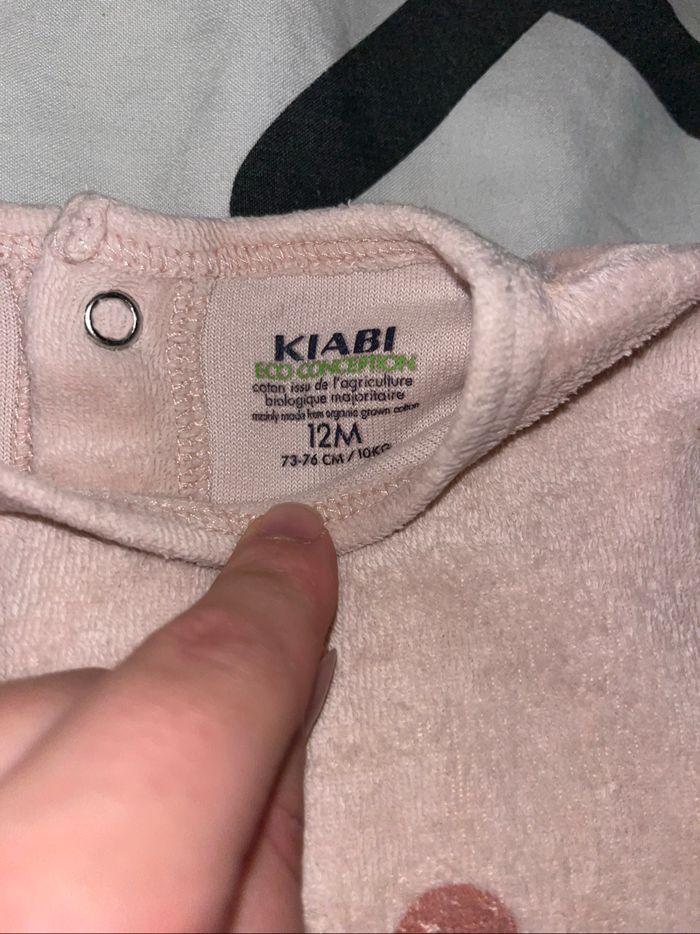 KIABI
ECO CONCEPTION
coton issu de l'agriculture
biologique majoritaire
mainly made from organic grown cotton
12M
73-76 CM / 10KG